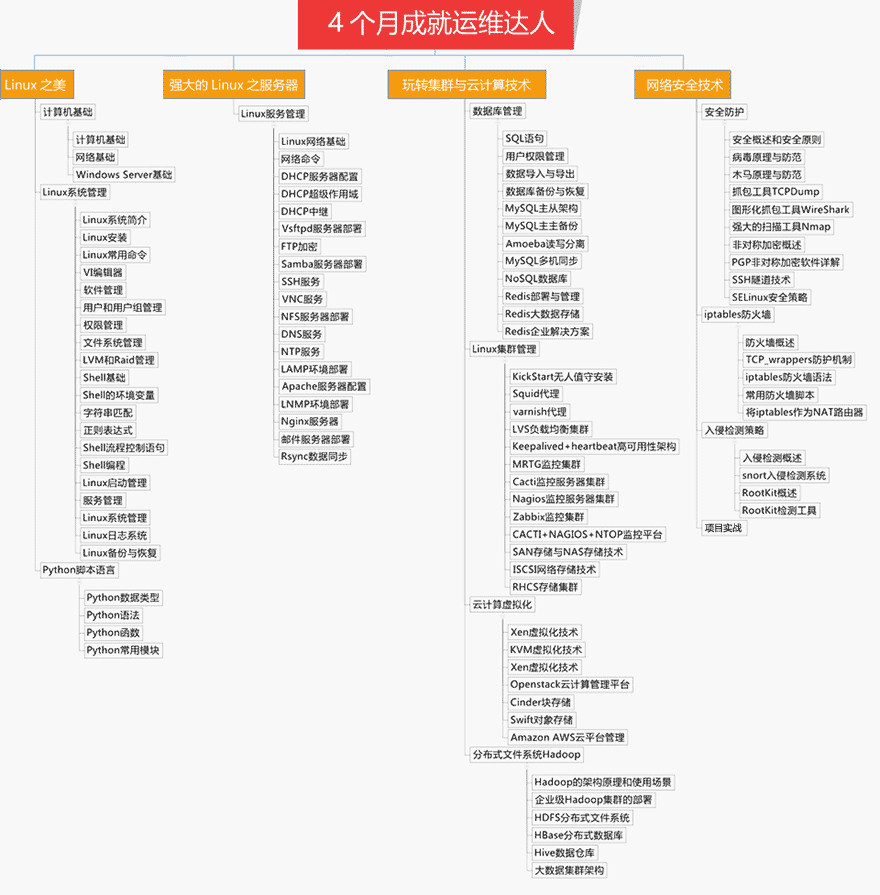 4个月成就运维达人
Linux 之美
计算机基础
计算机基础
网络基础
Windows Server基础
Linux系统管理
Linux系统简介
Linux安装
Linux常用命令
VI编辑器
软件管理
用户和用户组管理
权限管理
文件系统管理
LVM和Raid管理
Shell基础
Shell的环境变量
字符串匹配
正则表达式
Shell流程控制语句
Shell编程
Linux启动管理
服务管理
Linux系统管理
Linux日志系统
Linux备份与恢复
Python脚本语言
Python数据类型
Python语法
Python函数
Python常用模块
强大的 Linux 之服务器
Linux服务管理
Linux网络基础
网络命令
DHCP服务器配置
DHCP超级作用域
DHCP中继
Vsftpd服务器部署
FTP加密
Samba服务器部署
SSH服务
VNC服务
NFS服务器部署
DNS服务
NTP服务
LAMP环境部署
Apache服务器配置
LNMP环境部署
Nginx服务器
邮件服务器部署
Rsync数据同步
玩转集群与云计算技术
数据库管理
SQL语句
用户权限管理
数据导入与导出
数据库备份与恢复
MySQL主从架构
MySQL主主备份
Amoeba读写分离
MySQL多机同步
NoSQL数据库
Redis部署与管理
Redis大数据存储
Redis企业解决方案
Linux集群管理
KickStart无人值守安装
Squid代理
varnish代理
LVS负载均衡集群
Keepalived+heartbeat高可用性架构
MRTG监控集群
Cacti监控服务器集群
Nagios监控服务器集群
Zabbix监控集群
CACTI+NAGIOS+NTOP监控平台
SAN存储与NAS存储技术
ISCSI网络存储技术
RHCS存储集群
云计算虚拟化
Xen虚拟化技术
KVM虚拟化技术
Xen虚拟化技术
Openstack云计算管理平台
Cinder块存储
Swift对象存储
Amazon AWS云平台管理
分布式文件系统Hadoop
Hadoop的架构原理和使用场景
企业级Hadoop集群的部署
HDFS分布式文件系统
HBase分布式数据库
Hive数据仓库
大数据集群架构
网络安全技术
安全防护
安全概述和安全原则
病毒原理与防范
木马原理与防范
抓包工具TCPDump
图形化抓包工具WireShark
强大的扫描工具Nmap
非对称加密概述
PGP非对称加密软件详解
SSH隧道技术
SELinux安全策略
iptables防火墙
防火墙概述
TCP_wrappers防护机制
iptables防火墙语法
常用防火墙脚本
将iptables作为NAT路由器
入侵检测策略
入侵检测概述
snort入侵检测系统
RootKit概述
RootKit检测工具
项目实战